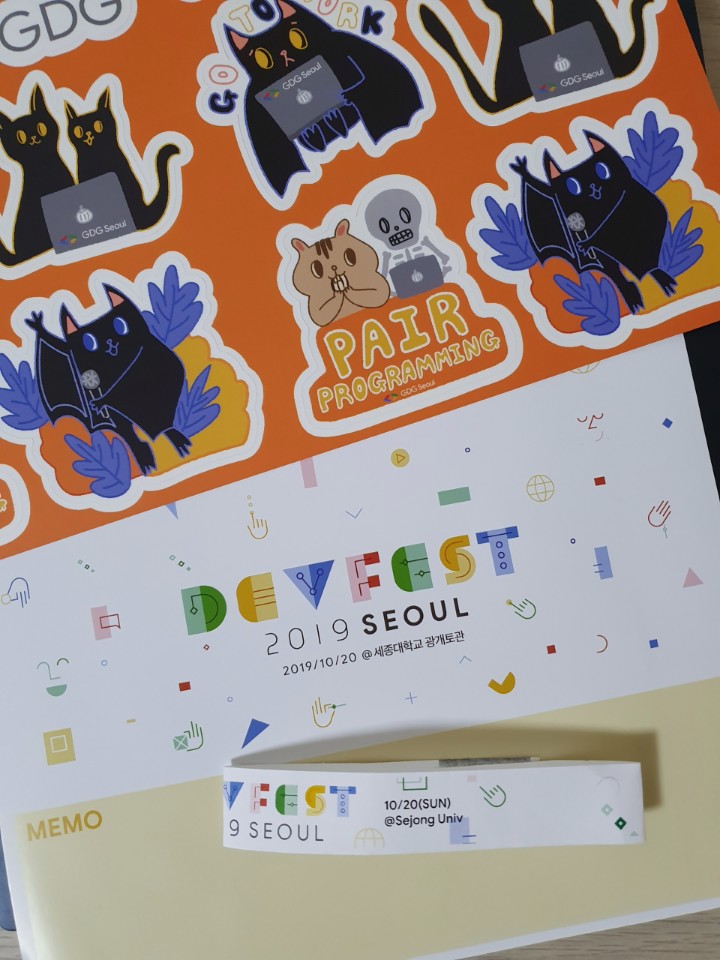 GDG
GO TO WORK
GDG Seoul
GDG Seoul
GDG Seoul
PAIR
PROGRAMMING
GDG Seoul
DEVFEST
2019 SEOUL
2019/10/20 @세종대학교 광개토관
VFEST
9 SEOUL
10/20(SUN)
@Sejong Univ
MEMO